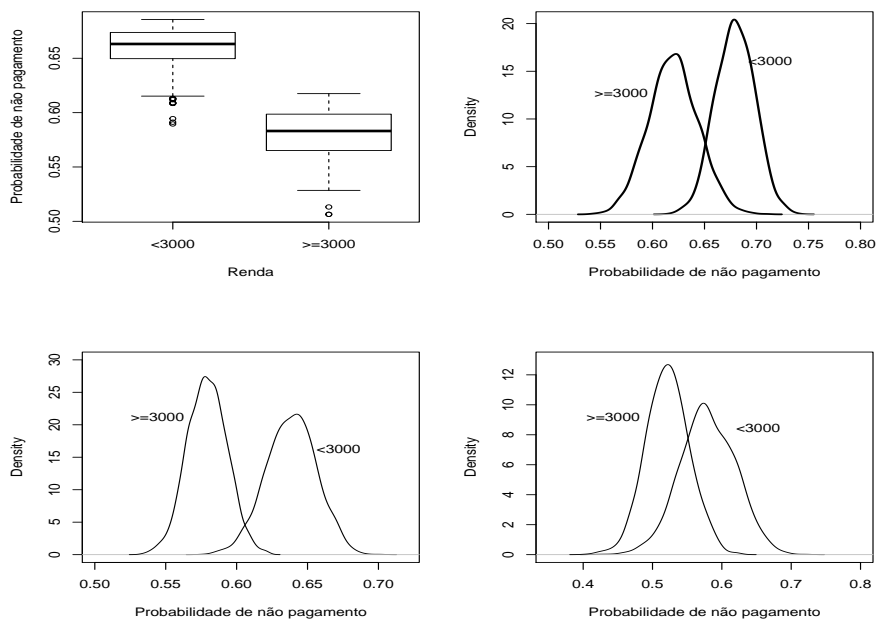 Probabilidade de não pagamento
0.50 0.55 0.60 0.65
<3000 >=3000
Renda
Density
0 5 10 15 20
>=3000
<3000
0.50 0.55 0.60 0.65 0.70 0.75 0.80
Probabilidade de não pagamento
Density
0 5 10 15 20 25 30
>=3000
<3000
0.50 0.55 0.60 0.65 0.70
Probabilidade de não pagamento
Density
0 2 4 6 8 10 12
>=3000
<3000
0.4 0.5 0.6 0.7 0.8
Probabilidade de não pagamento